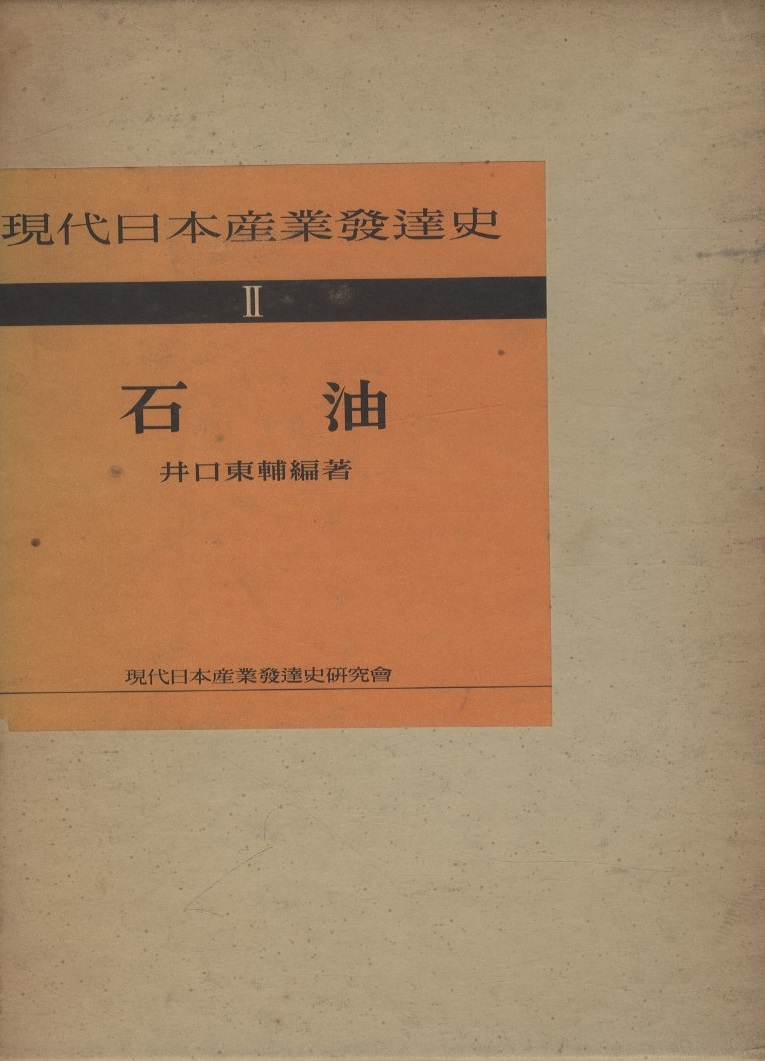 現代日本産業發達史
Ⅱ
石油
井口東輔編著
現代日本産業發達史研究會